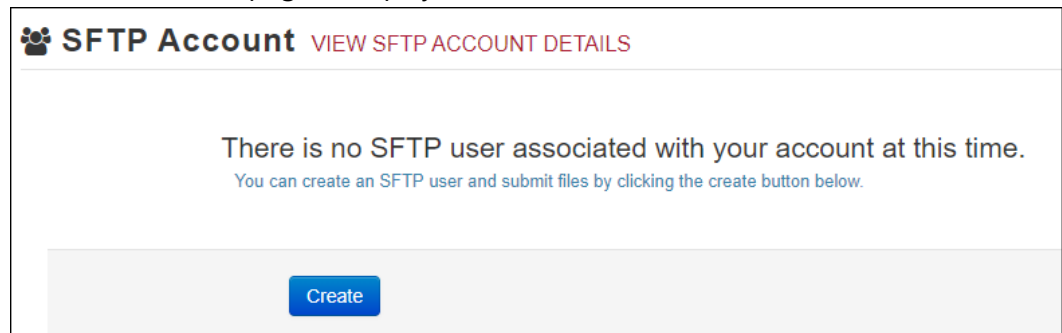 SFTP Account VIEW SFTP ACCOUNT DETAILS
There is no SFTP user associated with your account at this time.
You can create an SFTP user and submit files by clicking the create button below.
Create